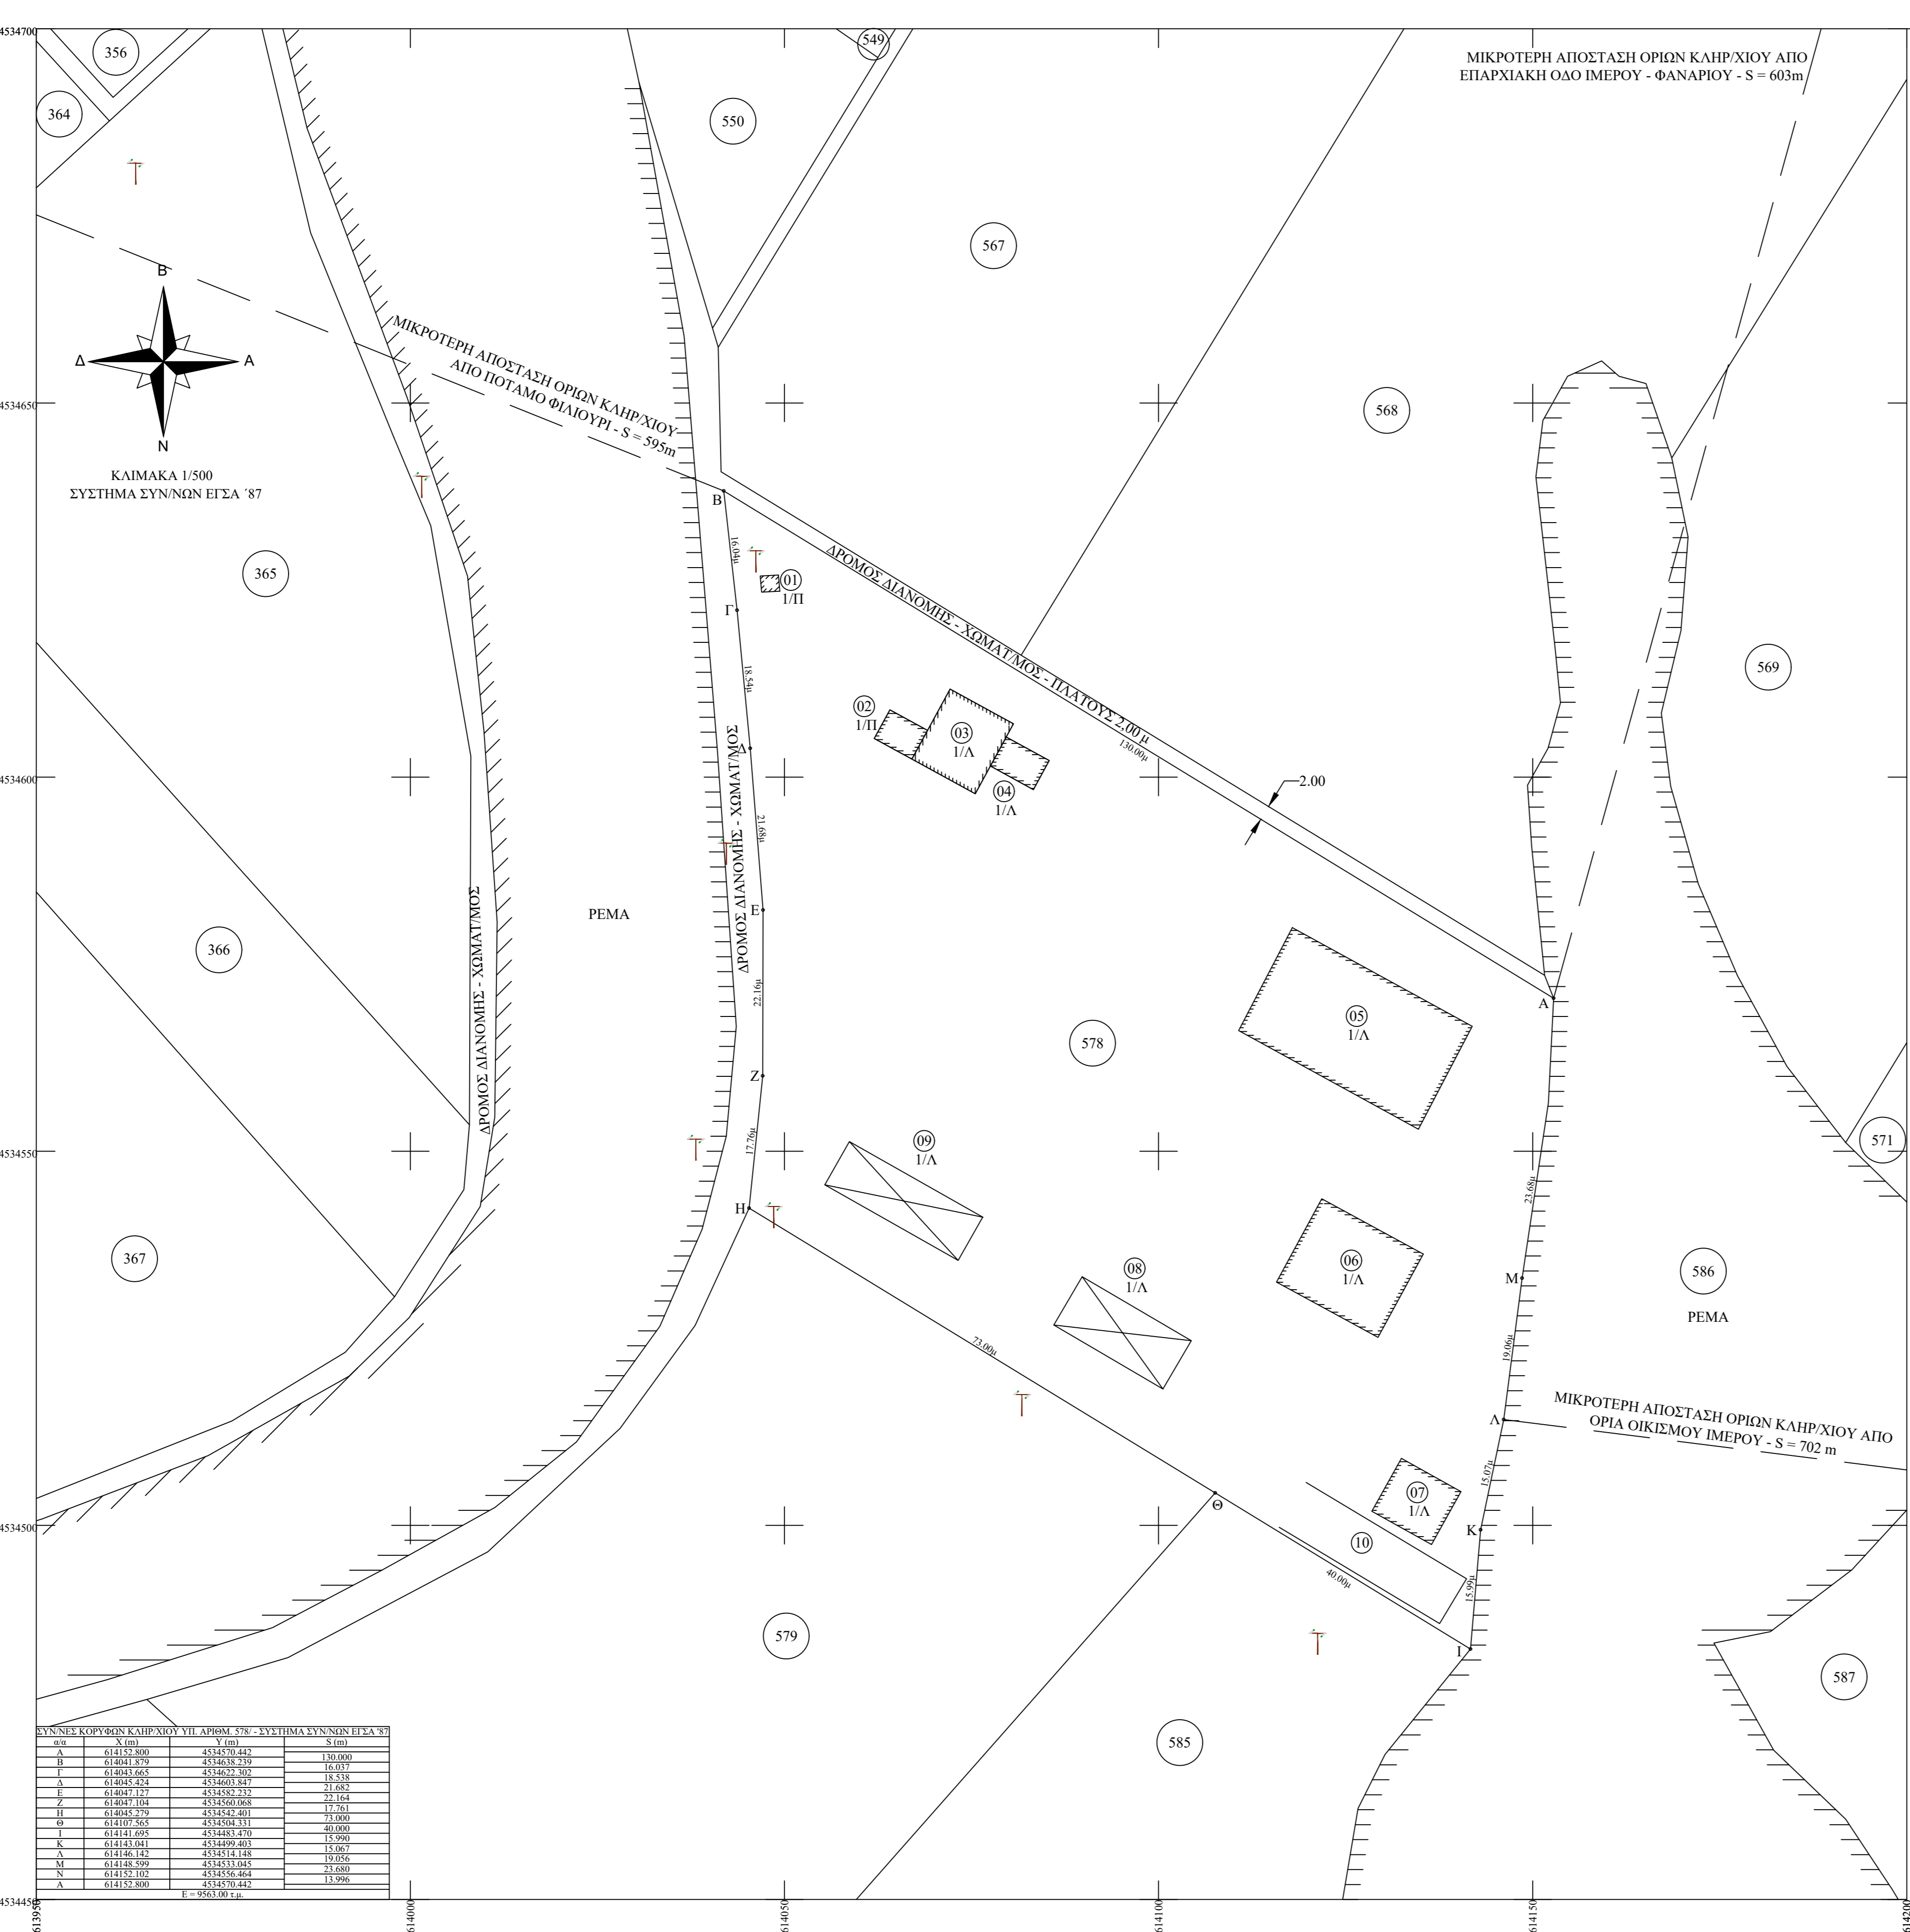 4534700
356
549
ΜΙΚΡΟΤΕΡΗ ΑΠΟΣΤΑΣΗ ΟΡΙΩΝ ΚΛΗΡ/ΧΙΟΥ ΑΠΟ
ΕΠΑΡΧΙΑΚΗ ΟΔΟ ΙΜΕΡΟΥ - ΦΑΝΑΡΙΟΥ - S = 603m
364
550
567
Β
Δ
Α
Ν
ΚΛΙΜΑΚΑ 1/500
ΣΥΣΤΗΜΑ ΣΥΝ/ΝΩΝ ΕΓΣΑ ΄87
ΜΙΚΡΟΤΕΡΗ ΑΠΟΣΤΑΣΗ ΟΡΙΩΝ ΚΛΗΡ/ΧΙΟΥ
ΑΠΟ ΠΟΤΑΜΟ ΦΙΛΙΟΥΡΙ - S = 595m
4534650
568
Β
365
16.04μ
01
1/Π
Γ
ΔΡΟΜΟΣ ΔΙΑΝΟΜΗΣ - ΧΩΜΑΤ/ΜΟΣ - ΠΛΑΤΟΥΣ 2,00 μ
130.00μ
569
18.54μ
02
1/Π
03
1/Λ
04
1/Λ
Δ
2.00
4534600
21.68μ
ΔΡΟΜΟΣ ΔΙΑΝΟΜΗΣ - ΧΩΜΑΤ/ΜΟΣ
ΔΡΟΜΟΣ ΔΙΑΝΟΜΗΣ - ΧΩΜΑΤ/ΜΟΣ
ΡΕΜΑ
Ε
366
22.16μ
Α
05
1/Λ
578
Ζ
17.76μ
09
1/Λ
571
4534550
23.68μ
Η
367
08
1/Λ
06
1/Λ
Μ
586
ΡΕΜΑ
73.00μ
19.06μ
ΜΙΚΡΟΤΕΡΗ ΑΠΟΣΤΑΣΗ ΟΡΙΩΝ ΚΛΗΡ/ΧΙΟΥ ΑΠΟ
ΟΡΙΑ ΟΙΚΙΣΜΟΥ ΙΜΕΡΟΥ - S = 702 m
Λ
15.07μ
07
1/Λ
Θ
4534500
Κ
10
40.00μ
15.99μ
579
Ι
587
585
ΣΥΝ/ΝΕΣ ΚΟΡΥΦΩΝ ΚΛΗΡ/ΧΙΟΥ ΥΠ. ΑΡΙΘΜ. 578/ - ΣΥΣΤΗΜΑ ΣΥΝ/ΝΩΝ ΕΓΣΑ '87
α/α X (m) Y (m) S (m)
Α 614152.800 4534570.442
130.000
Β 614041.879 4534638.239
16.037
Γ 614043.665 4534622.302
18.538
Δ 614045.424 4534603.847
21.682
Ε 614047.127 4534582.232
22.164
Ζ 614047.104 4534560.068
17.761
Η 614045.279 4534542.401
73.000
Θ 614107.565 4534504.331
40.000
Ι 614141.695 4534483.470
15.990
Κ 614143.041 4534499.403
15.067
Λ 614146.142 4534514.148
19.056
Μ 614148.599 4534533.045
23.680
Ν 614152.102 4534556.464
13.996
Α 614152.800 4534570.442
Ε = 9563.00 τ.μ.
4534450
613950
614000
614050
614100
614150
614200